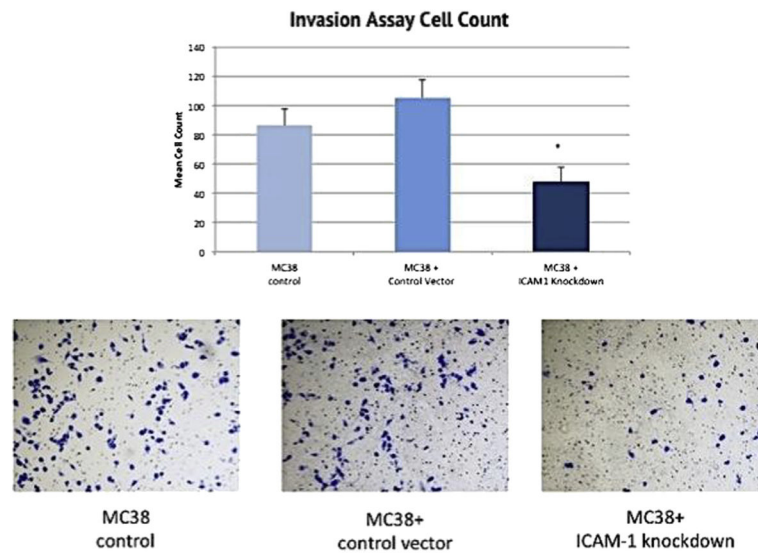 Invasion Assay Cell Count
Mean Cell Count
140
120
100
80
60
40
20
0
*
MC38
control
MC38 +
Control Vector
MC38 +
ICAM1 Knockdown
MC38
control
MC38+
control vector
MC38+
ICAM-1 knockdown